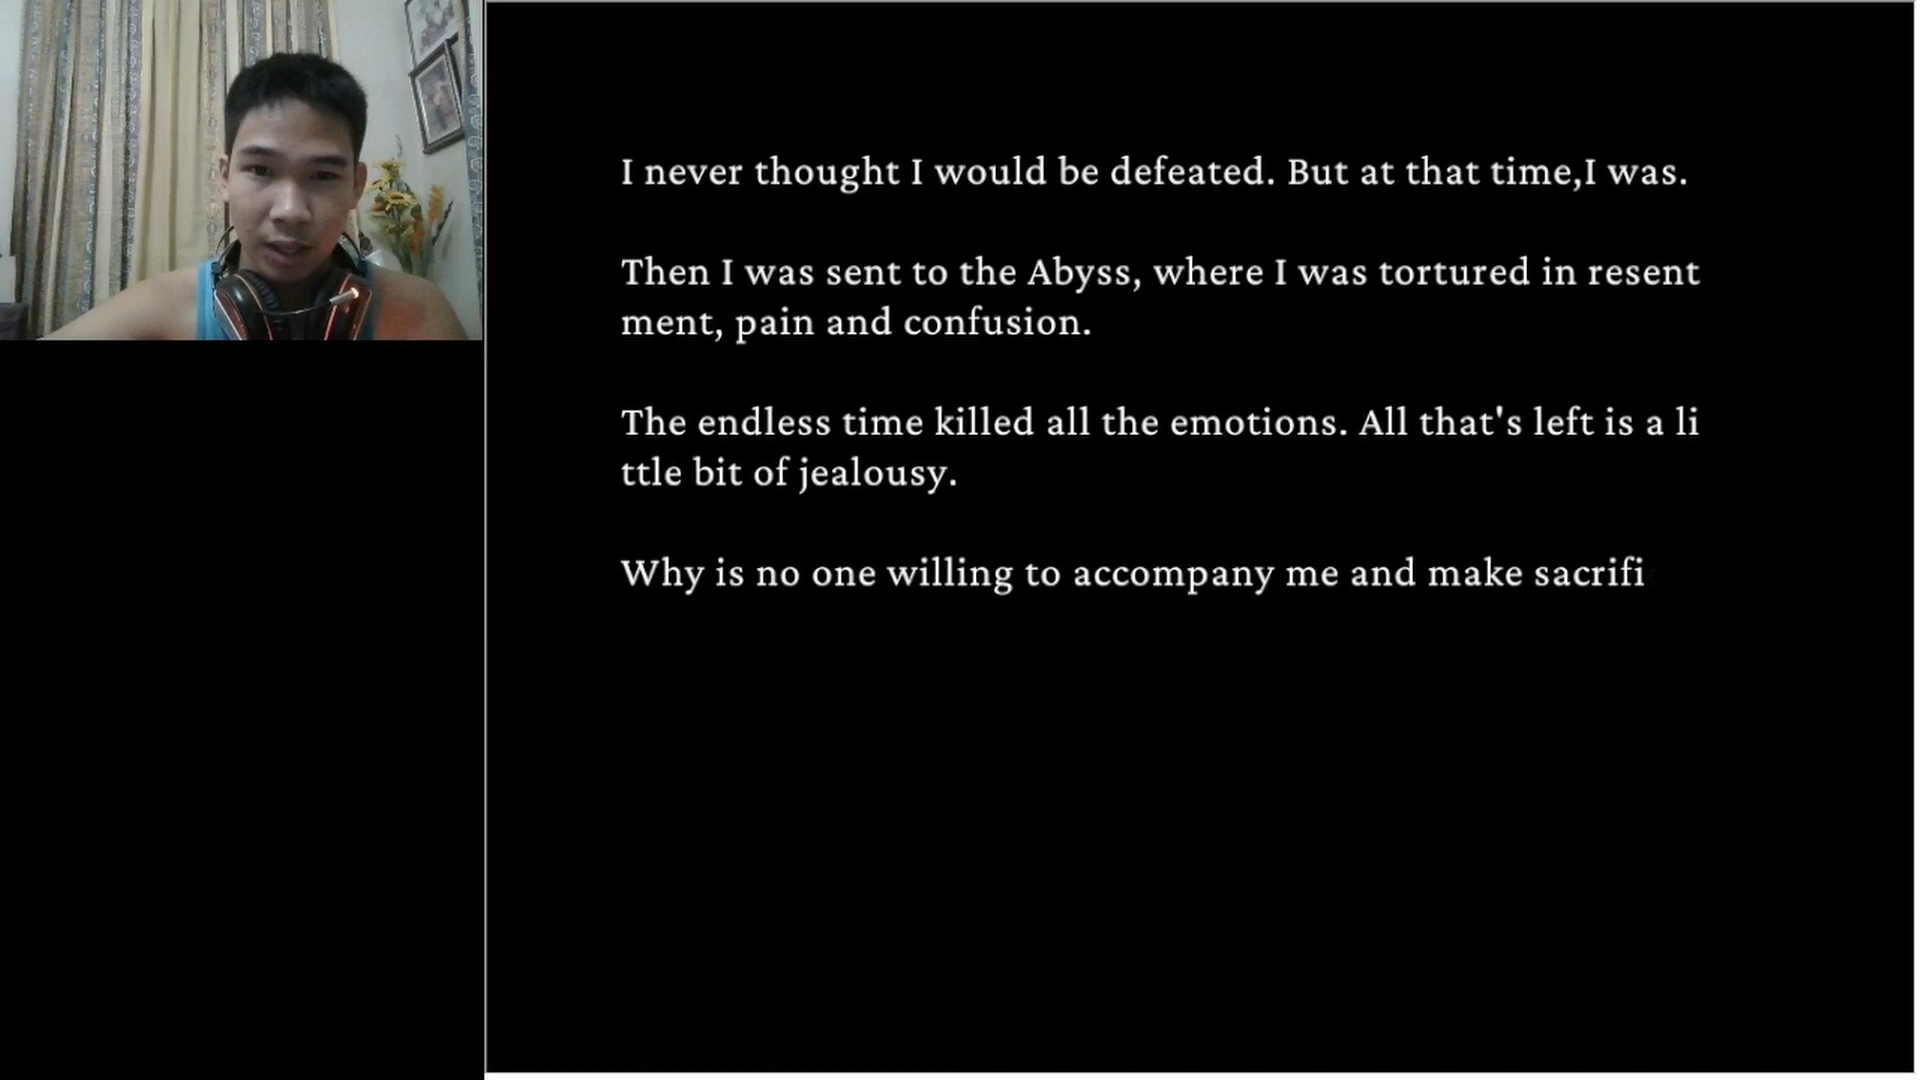 I never thought I would be defeated. But at that time,I was.
Then I was sent to the Abyss, where I was tortured in resent
ment, pain and confusion.
The endless time killed all the emotions. All that's left is a li
ttle bit of jealousy.
Why is no one willing to accompany me and make sacrifi